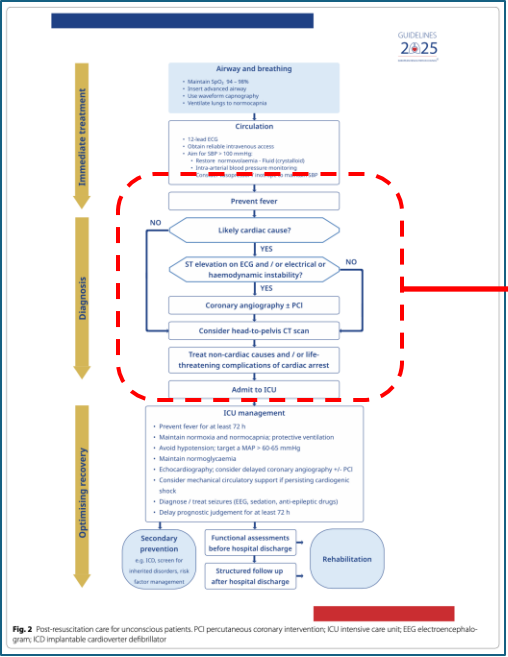 GUIDELINES
2025
Airway and breathing
• Maintain SpO₂ 94 – 98%
• Insert advanced airway
• Use waveform capnography
• Ventilate lungs to normocapnia
Circulation
• 12-lead ECG
• Obtain reliable intravenous access
• Aim for SBP > 100 mmHg:
• Restore normovolaemia - Fluid (crystalloid)
• Intra-arterial blood pressure monitoring
SBP
Immediate treatment
Prevent fever
Likely cardiac cause?
NO
YES
ST elevation on ECG and / or electrical or
haemodynamic instability?
NO
YES
Coronary angiography ± PCI
Consider head-to-pelvis CT scan
Treat non-cardiac causes and / or life-
threatening complications of cardiac arrest
Admit to ICU
Diagnosis
ICU management
• Prevent fever for at least 72 h
• Maintain normoxia and normocapnia; protective ventilation
• Avoid hypotension; target a MAP > 60-65 mmHg
• Maintain normoglycaemia
• Echocardiography; consider delayed coronary angiography +/- PCI
• Consider mechanical circulatory support if persisting cardiogenic
shock
• Diagnose / treat seizures (EEG, sedation, anti-epileptic drugs)
• Delay prognostic judgement for at least 72 h
Optimising recovery
Secondary
prevention
e.g. ICD, screen for
inherited disorders, risk
factor management
Functional assessments
before hospital discharge
Structured follow up
after hospital discharge
Rehabilitation
Fig. 2 Post-resuscitation care for unconscious patients. PCI percutaneous coronary intervention; ICU intensive care unit; EEG electroencephalo-
gram; ICD implantable cardioverter defibrillator